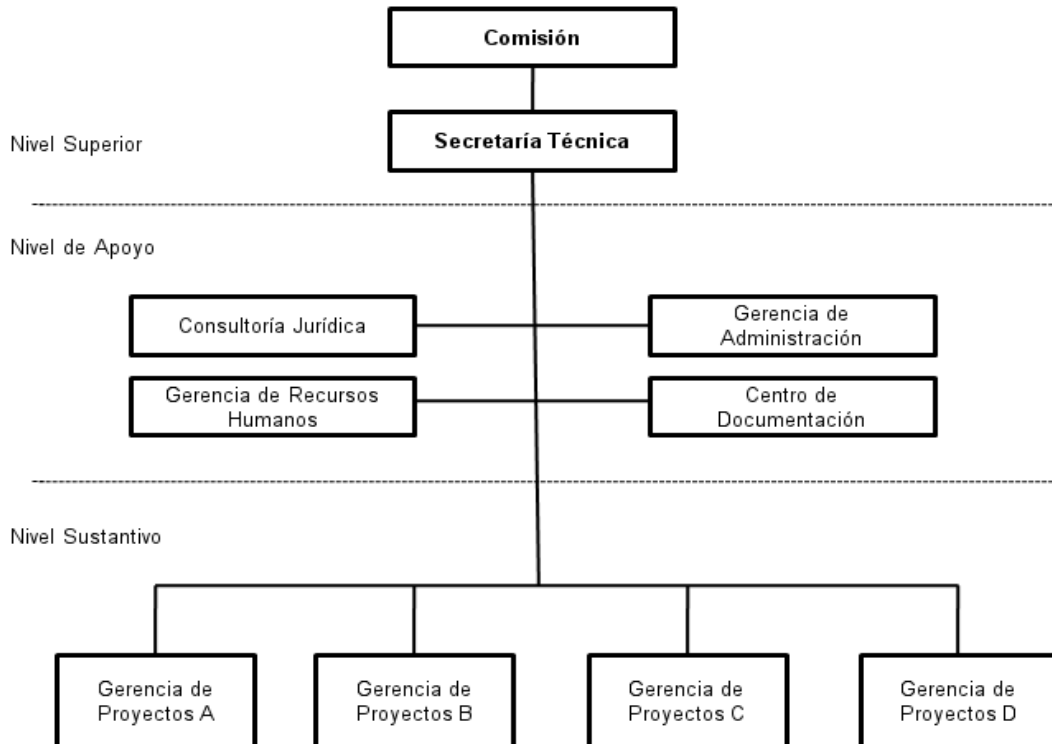 Comisión
Secretaría Técnica
Nivel Superior
Nivel de Apoyo
Consultoría Jurídica
Gerencia de
Administración
Gerencia de Recursos
Humanos
Centro de
Documentación
Nivel Sustantivo
Gerencia de
Proyectos A
Gerencia de
Proyectos B
Gerencia de
Proyectos C
Gerencia de
Proyectos D